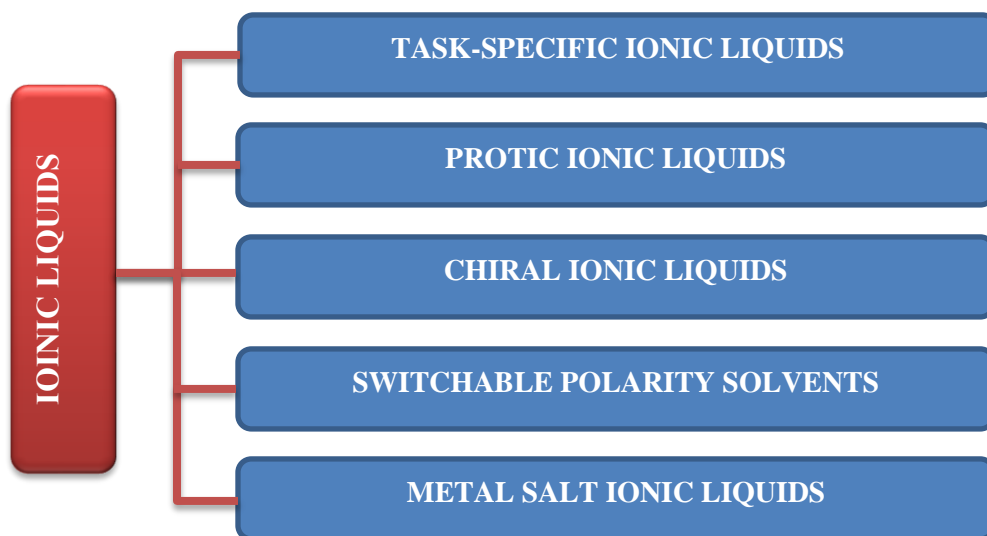 IOINIC LIQUIDS
TASK-SPECIFIC IONIC LIQUIDS
PROTIC IONIC LIQUIDS
CHIRAL IONIC LIQUIDS
SWITCHABLE POLARITY SOLVENTS
METAL SALT IONIC LIQUIDS